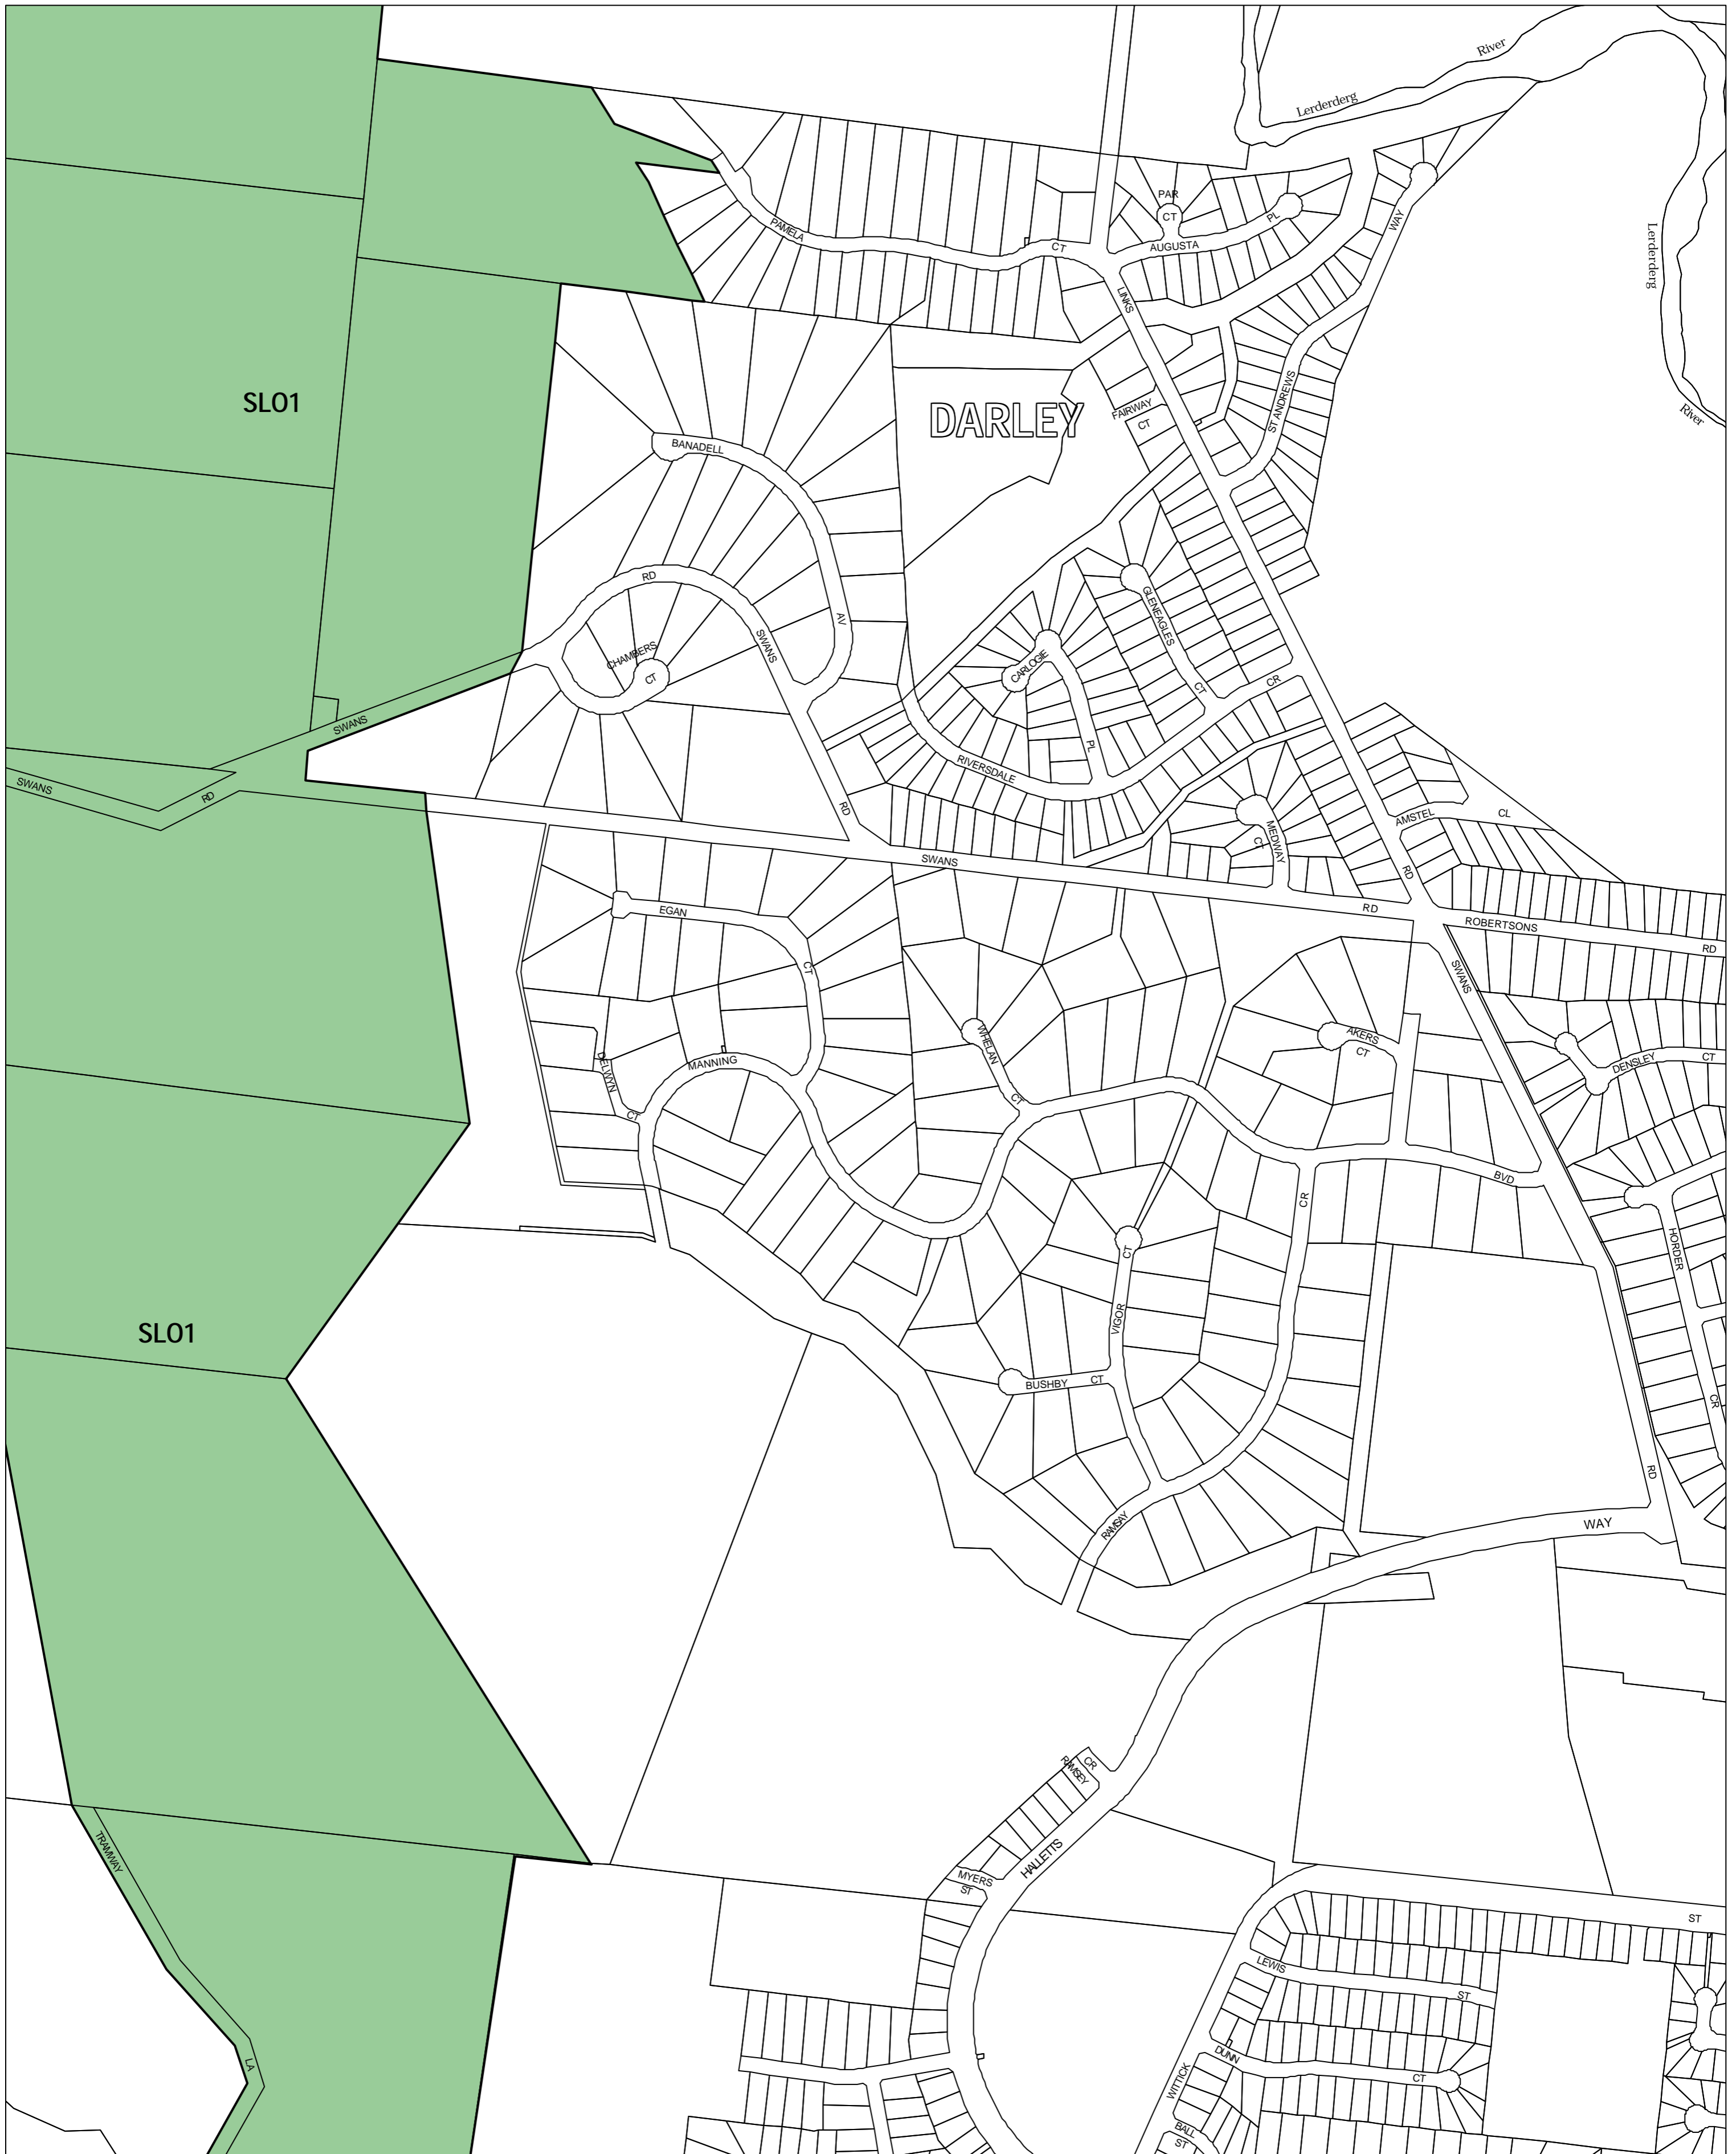 River
Lerderderg
PAR
CT
PL
PAMELA
CT
AUGUSTA
WAY
Lerderderg
LINKS
River
SLO1
DARLEY
FAIRWAY
CT
ST ANDREWS
BANADELL
RD
AV
SWANS
GLENEAGLES
CHAMBERS
CT
CARLOGIE
CT
CR
SWANS
PL
RIVERSDALE
SWANS
RD
RD
AMSTEL
CL
MEDWAY
CT
SWANS
RD
RD
EGAN
ROBERTSONS
RD
CT
SWANS
WHELAN
AKERS
CT
DENSLEY
CT
MANNING
DELWYN
CT
CT
BVD
CR
HORDER
CT
VIGOR
SLO1
BUSHBY
CT
CR
RD
RAMSAY
WAY
RAMSEY
CR
TRAMWAY
HALLETTS
MYERS
ST
ST
LEWIS
ST
DUNN
CT
LA
WITTICK
BALL
ST